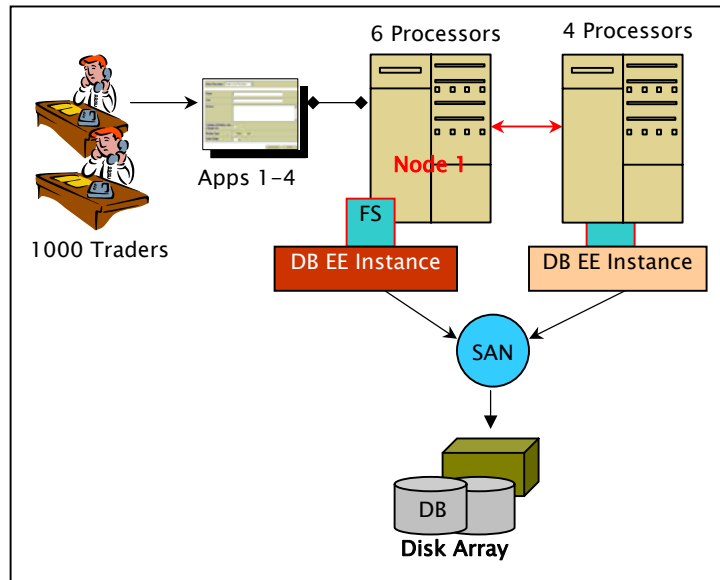 6 Processors
4 Processors
Node 1
Apps 1-4
FS
1000 Traders
DB EE Instance
DB EE Instance
SAN
DB
Disk Array